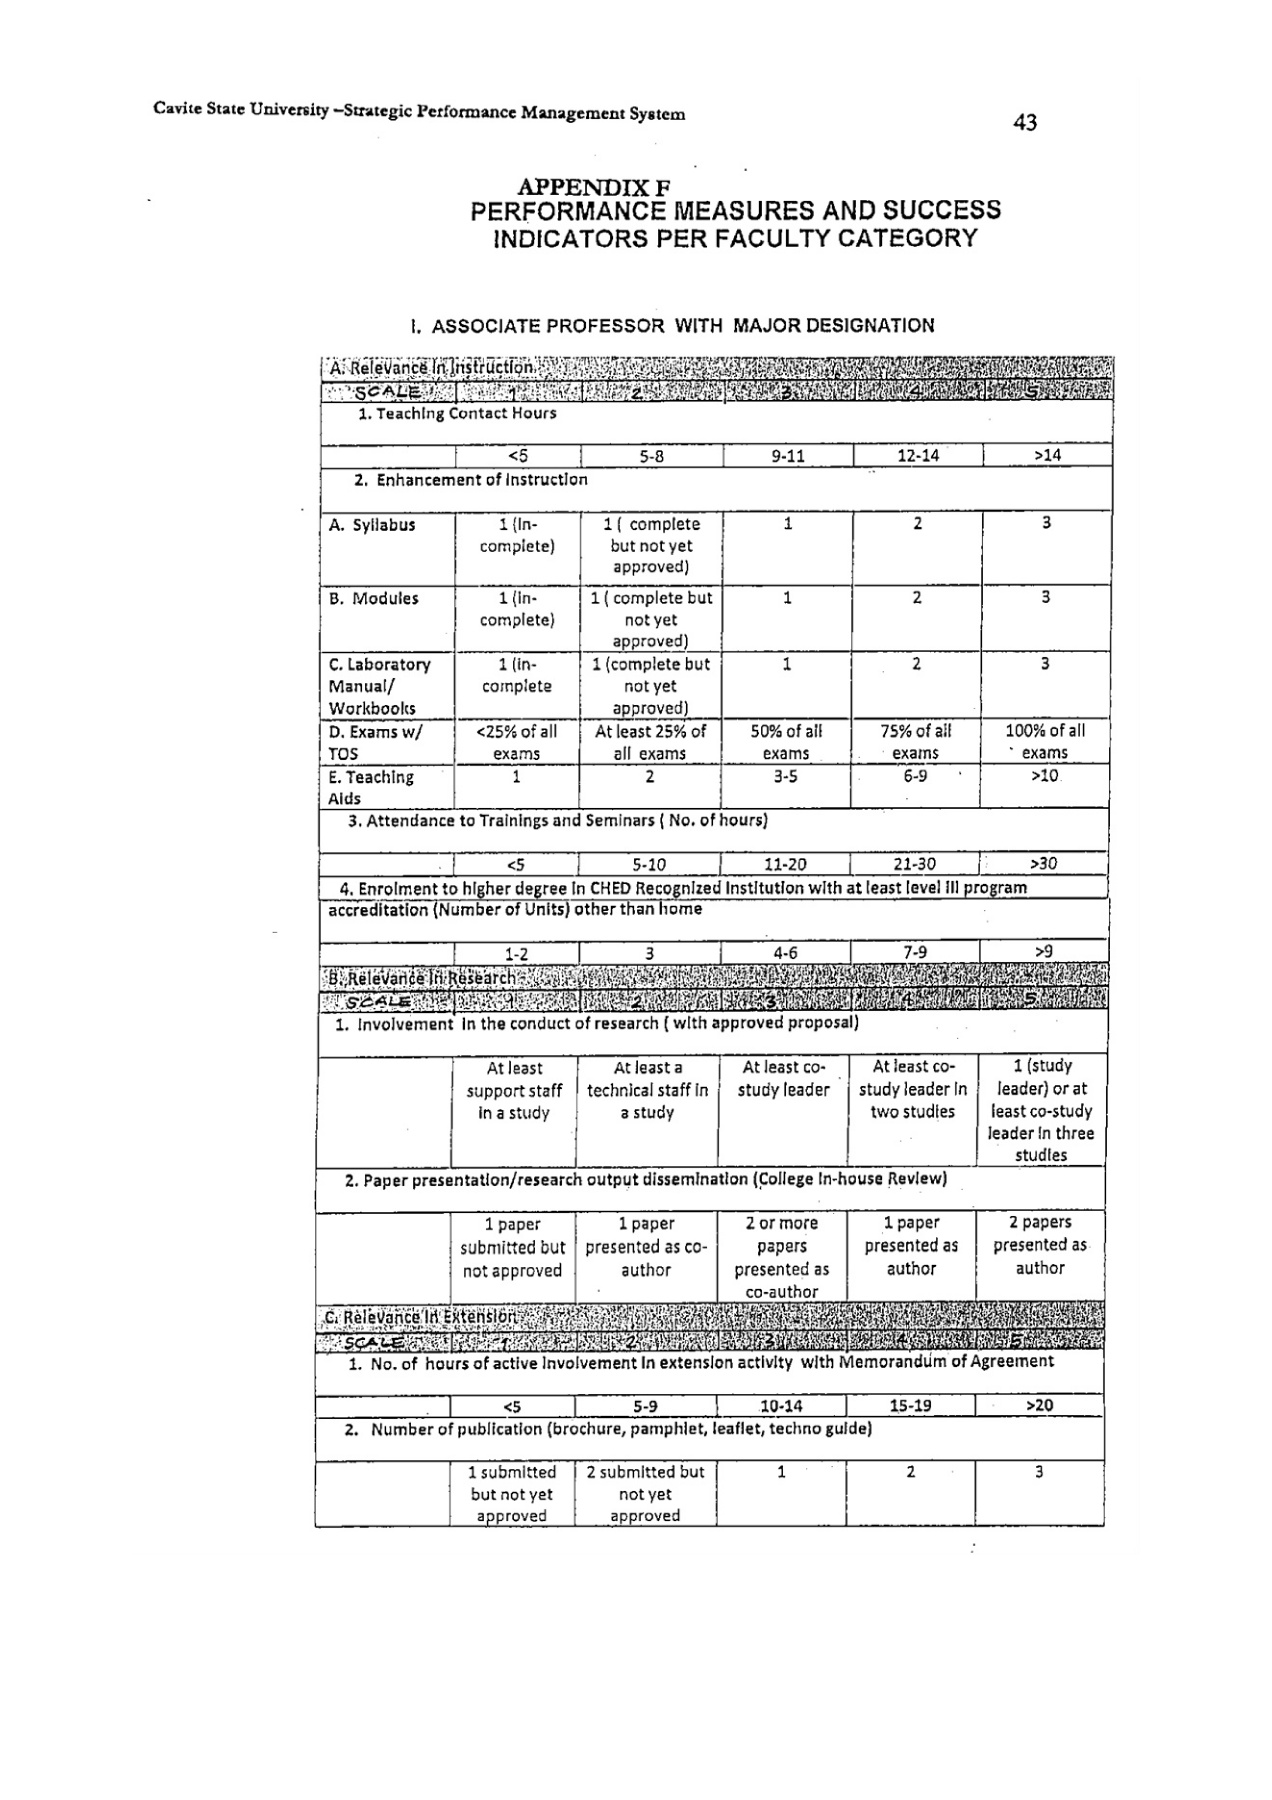 Cavite State University –Strategic Performance Management System
43
APPENDIX F
PERFORMANCE MEASURES AND SUCCESS
INDICATORS PER FACULTY CATEGORY
I. ASSOCIATE PROFESSOR WITH MAJOR DESIGNATION
A. Relevance in Instruction
SCALE 1 2 3 4 5
1. Teaching Contact Hours
<5 5-8 9-11 12-14 >14
2. Enhancement of Instruction
A. Syllabus 1 (In- 1 ( complete 1 2 3
complete) but not yet
approved)
B. Modules 1 (In- 1 ( complete but 1 2 3
complete) not yet
approved)
C. Laboratory 1 (in- 1 (complete but 1 2 3
Manual/ complete not yet
Workbooks approved)
D. Exams w/ <25% of all At least 25% of 50% of all 75% of all 100% of all
TOS exams all exams exams exams exams
E. Teaching 1 2 3-5 6-9 >10
Aids
3. Attendance to Trainings and Seminars ( No. of hours)
<5 5-10 11-20 21-30 >30
4. Enrolment to higher degree in CHED Recognized Institution with at least level III program
accreditation (Number of Units) other than home
1-2 3 4-6 7-9 >9
B. Relevance in Research
SCALE 1 2 3 4 5
1. Involvement in the conduct of research ( with approved proposal)
At least At least a At least co- At least co- 1 (study
support staff technical staff in study leader study leader in leader) or at
in a study a study two studies least co-study
leader in three
studies
2. Paper presentation/research output dissemination (College In-house Review)
1 paper 1 paper 2 or more 1 paper 2 papers
submitted but presented as co- papers presented as presented as
not approved author presented as author author
co-author
C. Relevance in Extension
SCALE 1 2 3 4 5
1. No. of hours of active involvement in extension activity with Memorandum of Agreement
<5 5-9 10-14 15-19 >20
2. Number of publication (brochure, pamphlet, leaflet, techno guide)
1 submitted 2 submitted but 1 2 3
but not yet not yet
approved approved